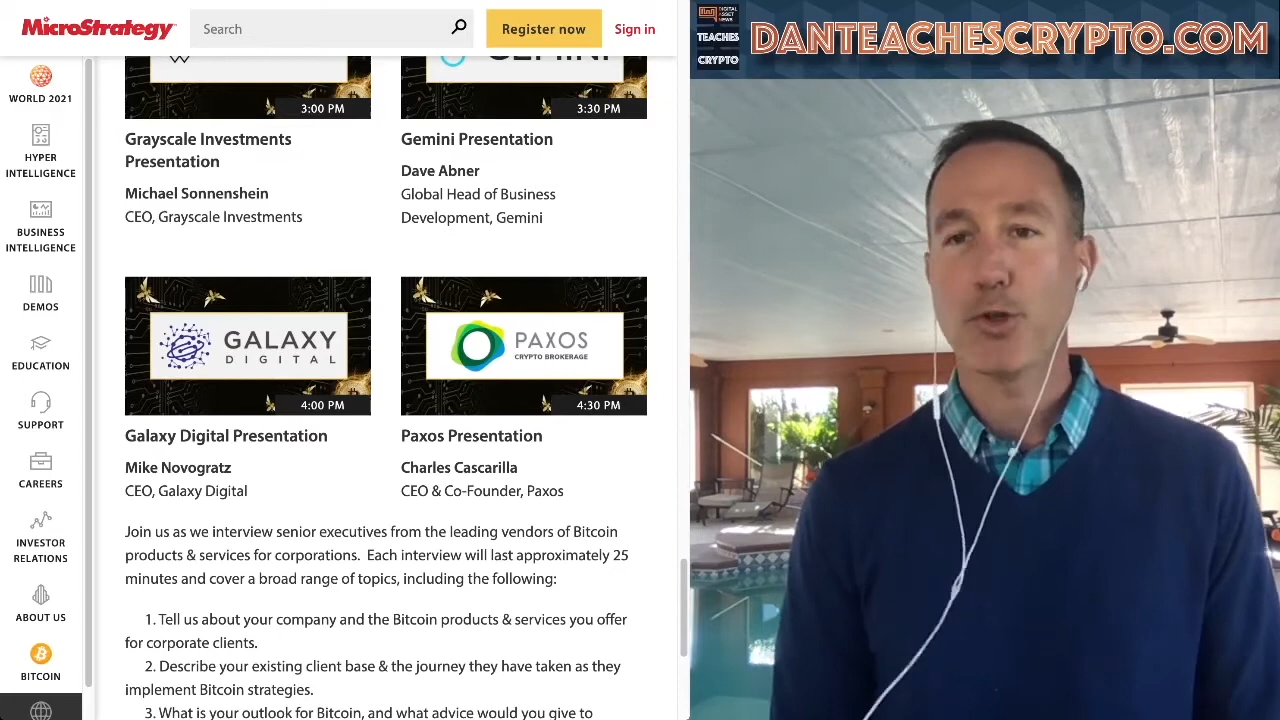 MicroStrategy
Search
Register now
Sign in
DIGITAL
ASSET
NEWS
TEACHES
CRYPTO
DANTEACHESCRYPTO.COM
WORLD 2021
HYPER
INTELLIGENCE
BUSINESS
INTELLIGENCE
DEMOS
EDUCATION
SUPPORT
CAREERS
INVESTOR
RELATIONS
ABOUT US
BITCOIN
3:00 PM
Grayscale Investments
Presentation
Michael Sonnenshein
CEO, Grayscale Investments
GEMINI
3:30 PM
Gemini Presentation
Dave Abner
Global Head of Business
Development, Gemini
GALAXY
DIGITAL
4:00 PM
Galaxy Digital Presentation
Mike Novogratz
CEO, Galaxy Digital
PAXOS
CRYPTO BROKERAGE
4:30 PM
Paxos Presentation
Charles Cascarilla
CEO & Co-Founder, Paxos
Join us as we interview senior executives from the leading vendors of Bitcoin
products & services for corporations. Each interview will last approximately 25
minutes and cover a broad range of topics, including the following:
1. Tell us about your company and the Bitcoin products & services you offer
for corporate clients.
2. Describe your existing client base & the journey they have taken as they
implement Bitcoin strategies.
3. What is your outlook for Bitcoin, and what advice would you give to